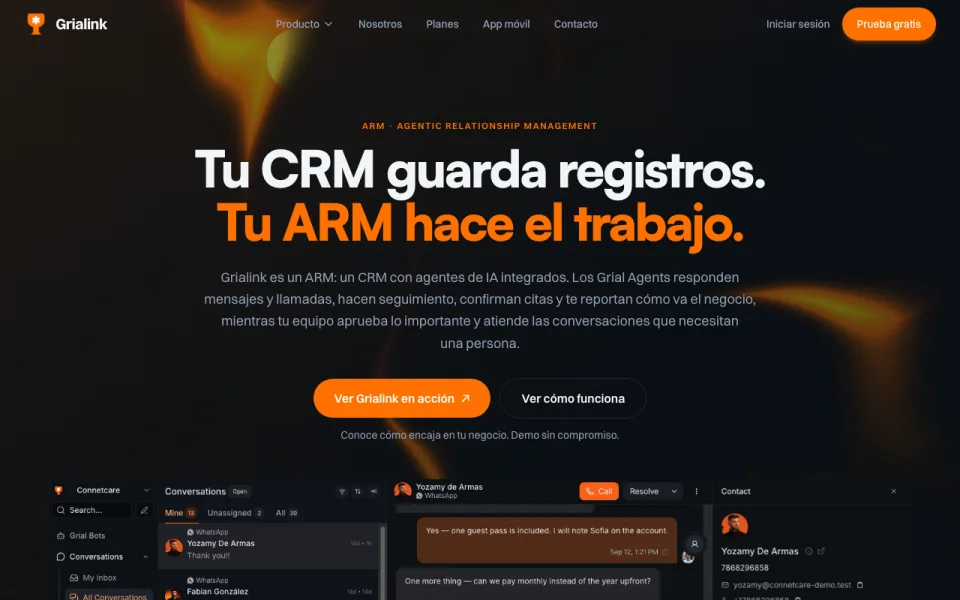 Grialink
Producto
Nosotros
Planes
App móvil
Contacto
Iniciar sesión
Prueba gratis
ARM · AGENTIC RELATIONSHIP MANAGEMENT
Tu CRM guarda registros.
Tu ARM hace el trabajo.
Grialink es un ARM: un CRM con agentes de IA integrados. Los Grial Agents responden
mensajes y llamadas, hacen seguimiento, confirman citas y te reportan cómo va el negocio,
mientras tu equipo aprueba lo importante y atiende las conversaciones que necesitan
una persona.
Ver Grialink en acción
Ver cómo funciona
Conoce cómo encaja en tu negocio. Demo sin compromiso.
Connetcare
Search...
Grial Bots
Conversations
My Inbox
All Conversations
Conversations Open
Mine 13 Unassigned 2 All 30
WhatsApp
Yozamy De Armas
14d • 1h
Thank you!!
WhatsApp
Fabian González
14d • 14d
Yozamy de Armas
WhatsApp
Call
Resolve
Yes — one guest pass is included. I will note Sofia on the account.
Sep 12, 1:21 PM
One more thing — can we pay monthly instead of the year upfront?
Contact
Yozamy De Armas
7868296858
yozamy@connetcare-demo.test